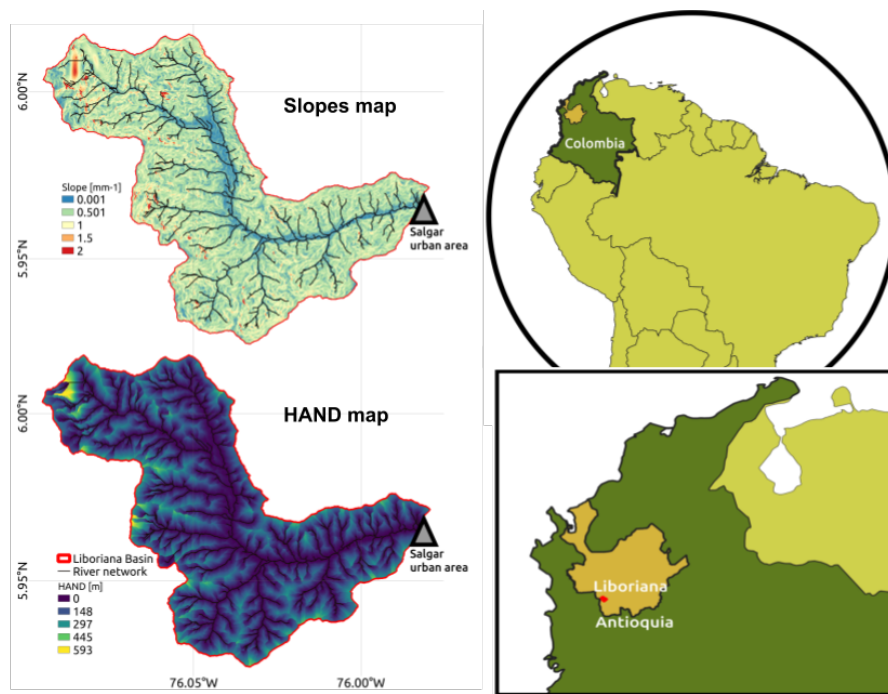 Slopes map
6.00°N
Slope [mm-1]
0.001
0.501
1
1.5
2
5.95°N
Salgar
urban area
HAND map
6.00°N
Liboriana Basin
River network
HAND [m]
0
148
297
445
593
5.95°N
Salgar
urban area
76.05°W
76.00°W
Colombia
Liboriana
Antioquia